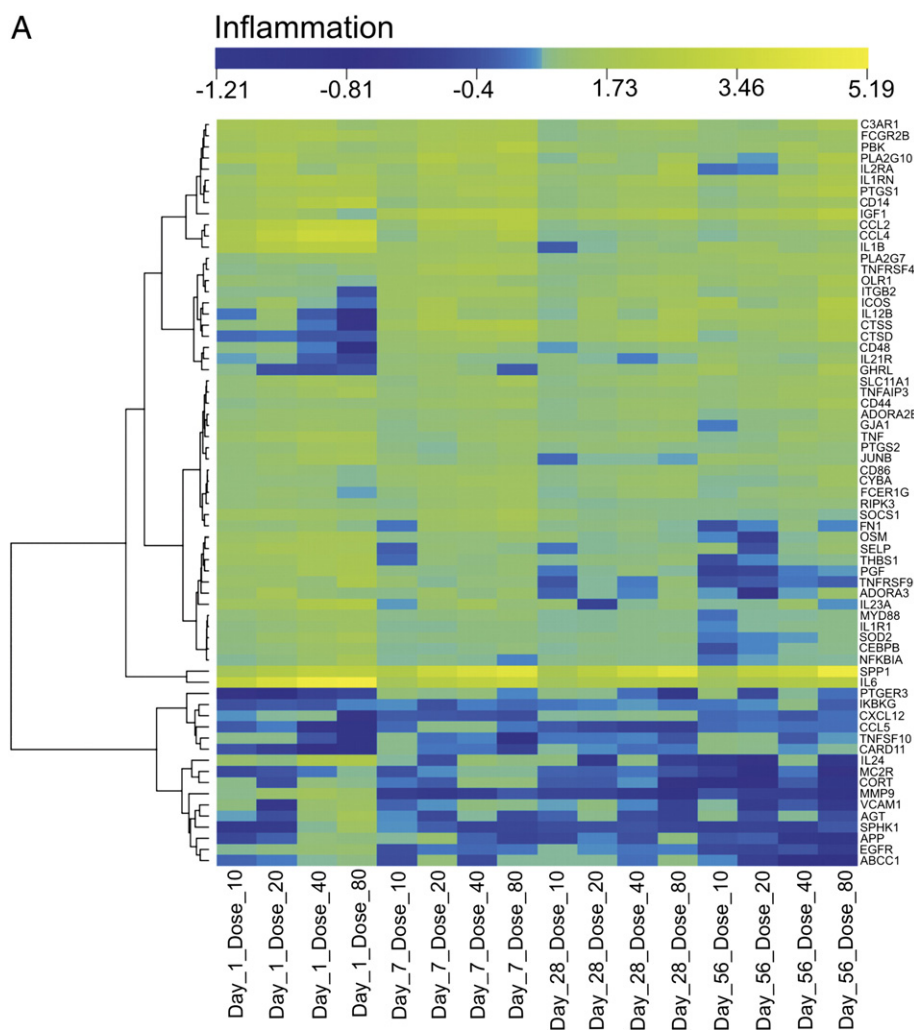 A
Inflammation
-1.21 -0.81 -0.4 1.73 3.46 5.19
C3AR1
FCGR2B
PBK
PLA2G10
IL2RA
IL1RN
PTGS1
CD14
IGF1
CCL2
CCL4
IL1B
PLA2G7
TNFRSF4
OLR1
ITGB2
ICOS
IL12B
CTSS
CTSD
CD48
IL21R
GHRL
SLC11A1
TNFAIP3
CD44
ADORA2B
GJA1
TNF
PTGS2
JUNB
CD86
CYBA
FCER1G
RIPK3
SOCS1
FN1
OSM
SELP
THBS1
PGF
TNFRSF9
ADORA3
IL23A
MYD88
IL1R1
SOD2
CEBPB
NFKBIA
SPP1
IL6
PTGER3
IKBKG
CXCL12
CCL5
TNFSF10
CARD11
IL24
MC2R
CORT
MMP9
VCAM1
AGT
SPHK1
APP
EGFR
ABCC1
Day_1_Dose_10
Day_1_Dose_20
Day_1_Dose_40
Day_1_Dose_80
Day_7_Dose_10
Day_7_Dose_20
Day_7_Dose_40
Day_7_Dose_80
Day_28_Dose_10
Day_28_Dose_20
Day_28_Dose_40
Day_28_Dose_80
Day_56_Dose_10
Day_56_Dose_20
Day_56_Dose_40
Day_56_Dose_80